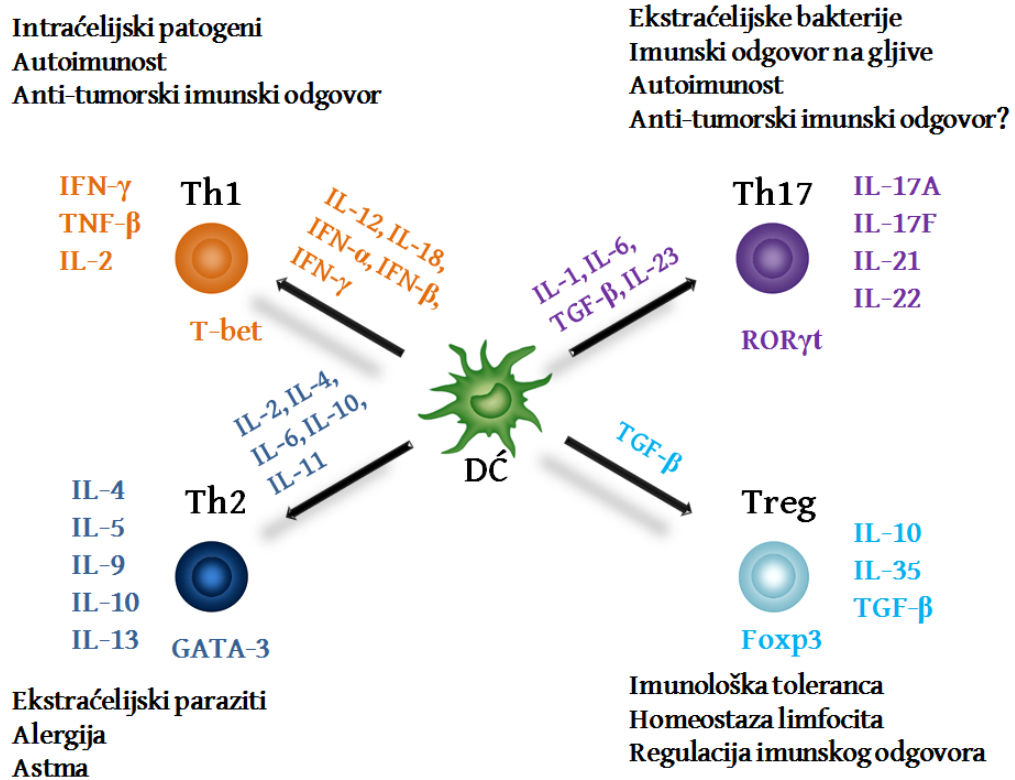 Intraćelijski patogeni
Autoimunost
Anti-tumorski imunski odgovor
Ekstraćelijske bakterije
Imunski odgovor na gljive
Autoimunost
Anti-tumorski imunski odgovor?
IFN-γ
TNF-β
IL-2
Th1
T-bet
IL-12, IL-18,
IFN-α, IFN-β,
IFN-γ
IL-1, IL-6,
TGF-β, IL-23
Th17
RORγt
IL-17A
IL-17F
IL-21
IL-22
DĆ
IL-2, IL-4,
IL-6, IL-10,
IL-11
IL-4
IL-5
IL-9
IL-10
IL-13
Th2
GATA-3
TGF-β
Treg
Foxp3
IL-10
IL-35
TGF-β
Ekstraćelijski paraziti
Alergija
Astma
Imunološka toleranca
Homeostaza limfocita
Regulacija imunskog odgovora